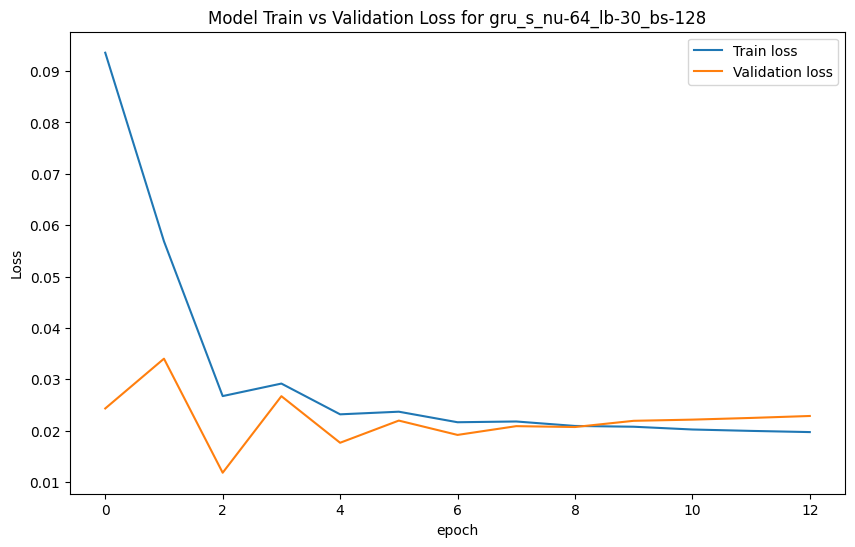 Model Train vs Validation Loss for gru_s_nu-64_lb-30_bs-128
Train loss
Validation loss
0.09
0.08
0.07
0.06
0.05
0.04
0.03
0.02
0.01
Loss
0 2 4 6 8 10 12
epoch